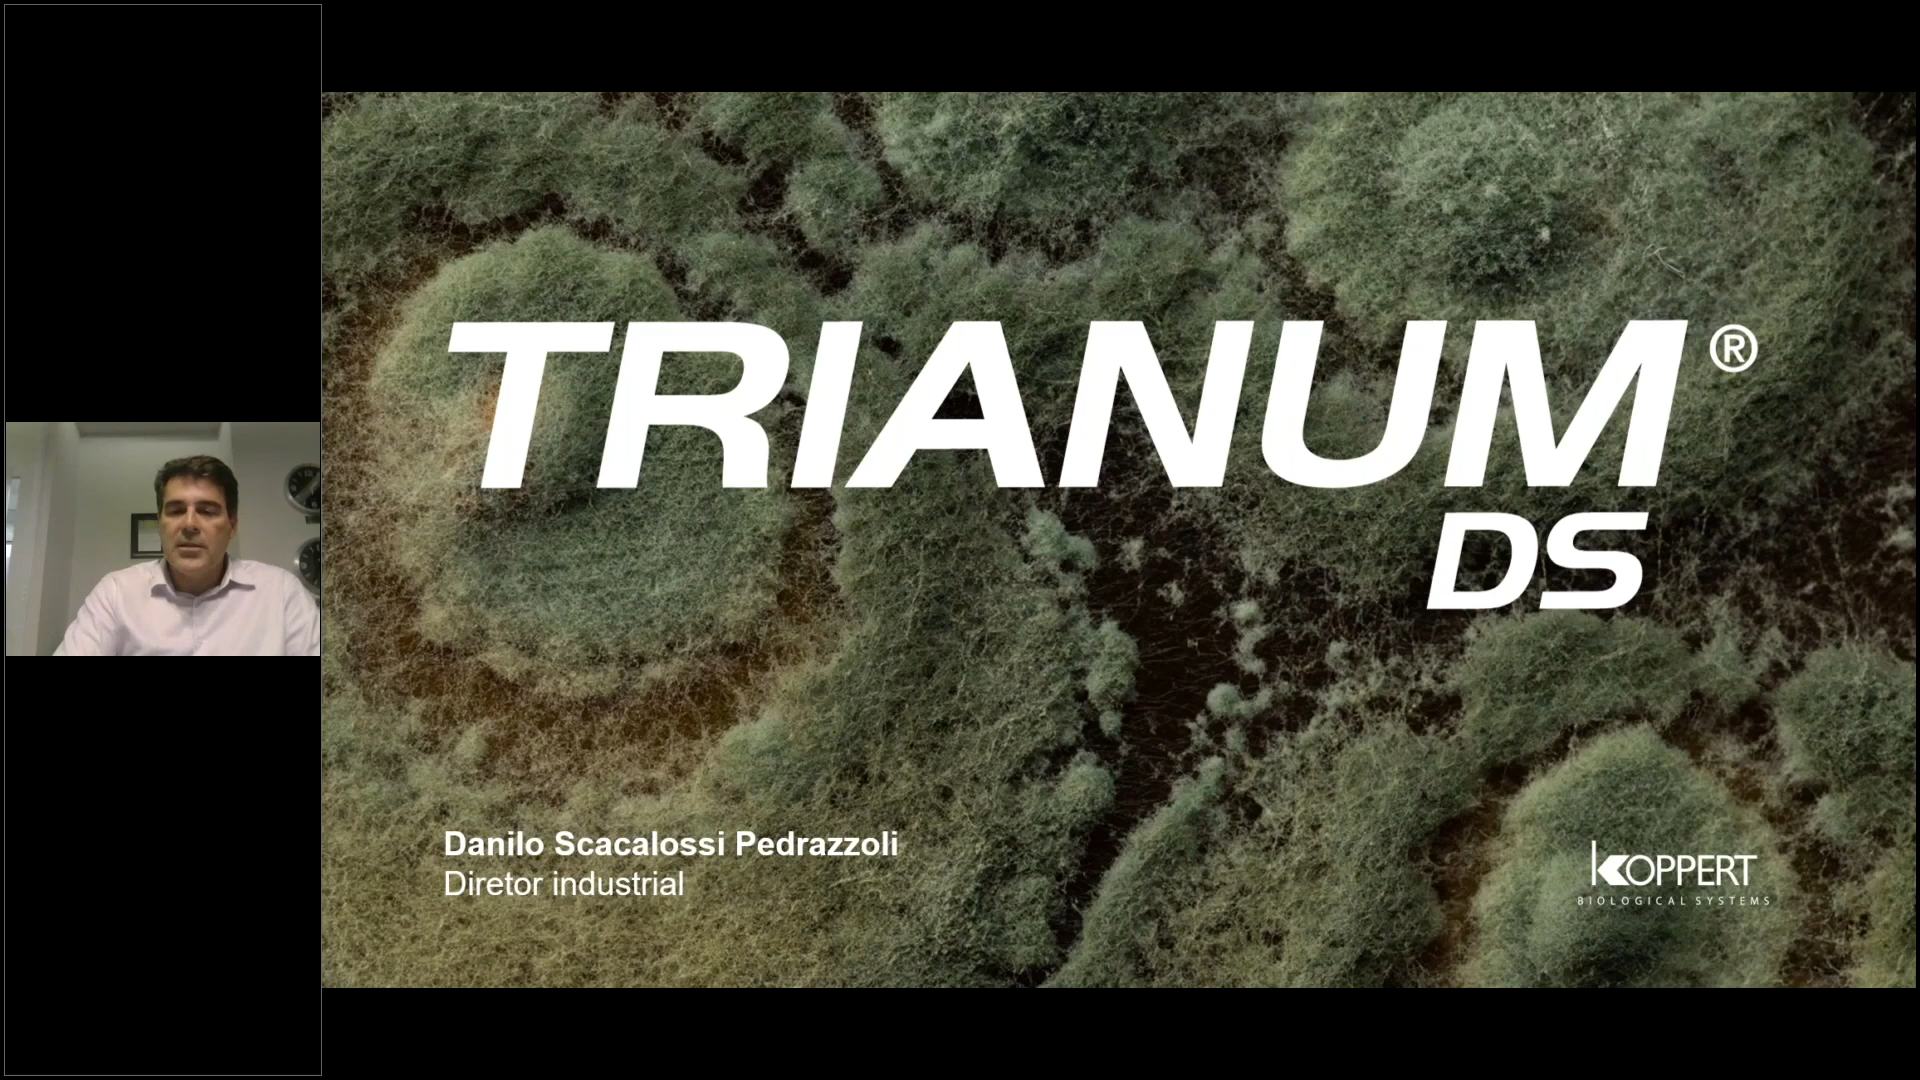 TRIANUM®
DS
Danilo Scacalossi Pedrazzoli
Diretor industrial
KOPPERT
BIOLOGICAL SYSTEMS